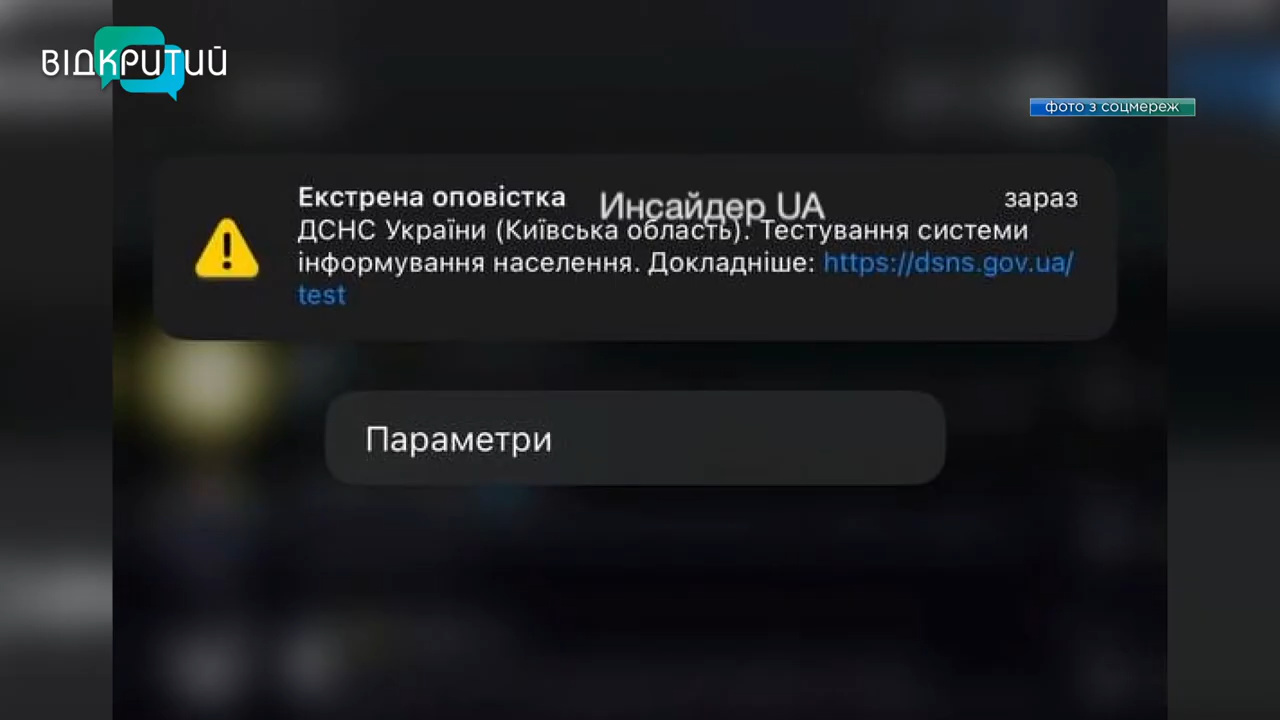 ВІДКРИТИЙ
фото з соцмереж
Екстрена оповістка
Инсайдер UA
зараз
ДСНС України (Київська область). Тестування системи
інформування населення. Докладніше: https://dsns.gov.ua/
test
Параметри